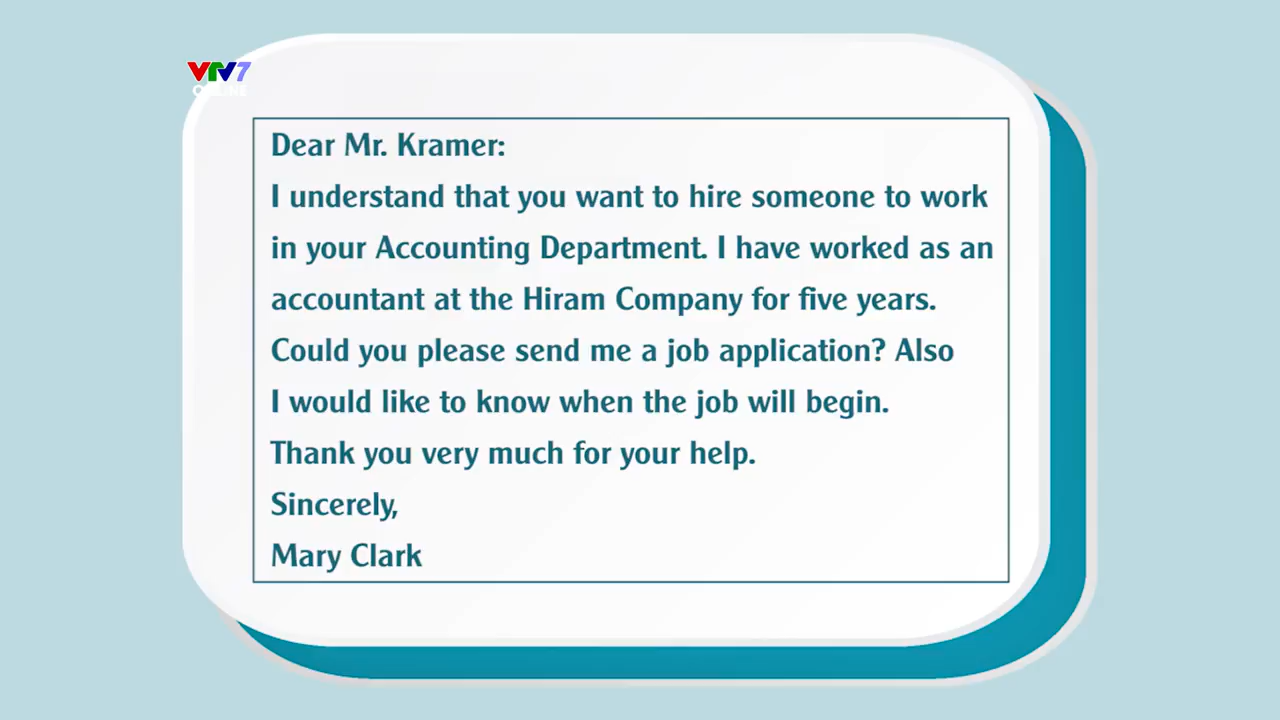 VTV7
ONLINE
Dear Mr. Kramer:
I understand that you want to hire someone to work
in your Accounting Department. I have worked as an
accountant at the Hiram Company for five years.
Could you please send me a job application? Also
I would like to know when the job will begin.
Thank you very much for your help.
Sincerely,
Mary Clark